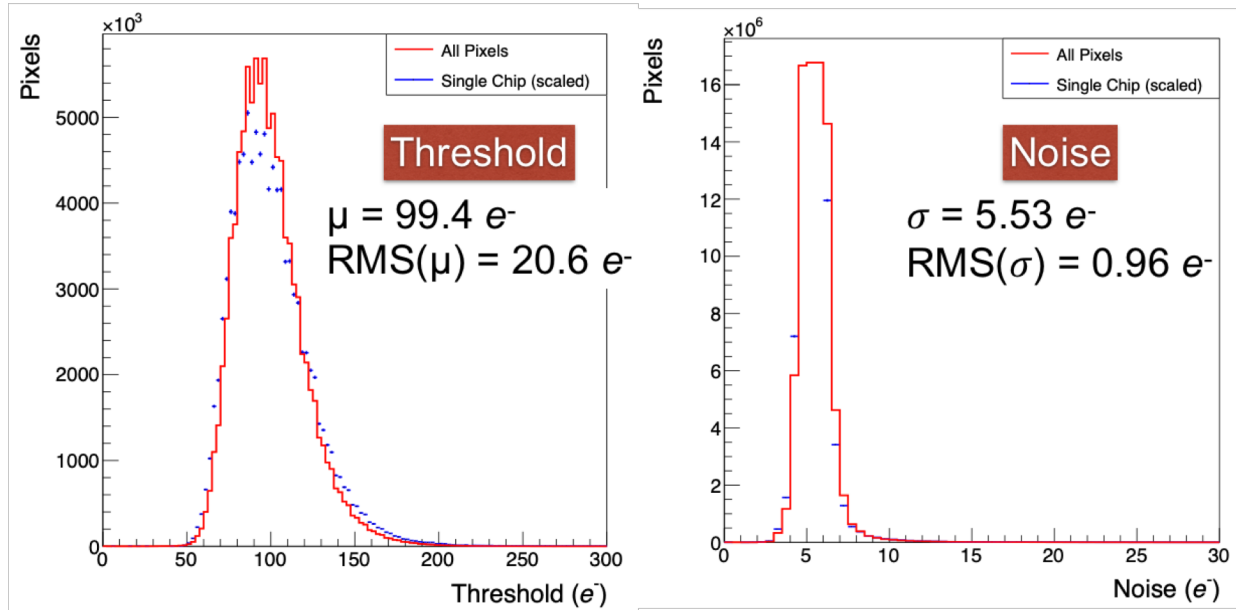 ×10³
Pixels
All Pixels
Single Chip (scaled)
Threshold
μ = 99.4 e⁻
RMS(μ) = 20.6 e⁻
5000
4000
3000
2000
1000
0
0 50 100 150 200 250 300
Threshold (e⁻)
×10⁶
Pixels
All Pixels
Single Chip (scaled)
Noise
σ = 5.53 e⁻
RMS(σ) = 0.96 e⁻
16
14
12
10
8
6
4
2
0
0 5 10 15 20 25 30
Noise (e⁻)